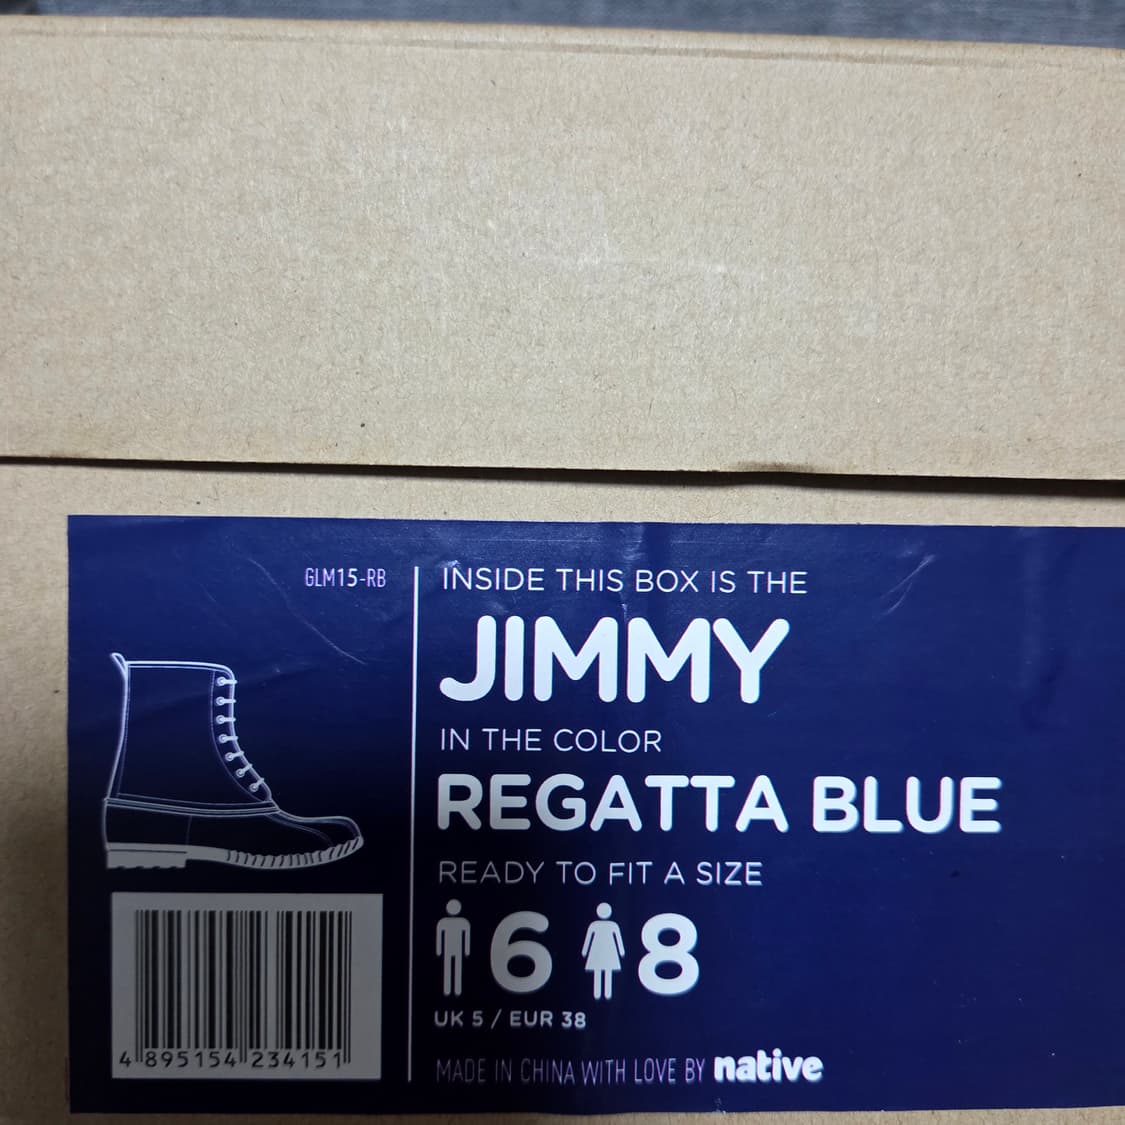 GLM15-RB
INSIDE THIS BOX IS THE
JIMMY
IN THE COLOR
REGATTA BLUE
READY TO FIT A SIZE
6 8
UK 5 / EUR 38
MADE IN CHINA WITH LOVE BY native
4 895154 234151